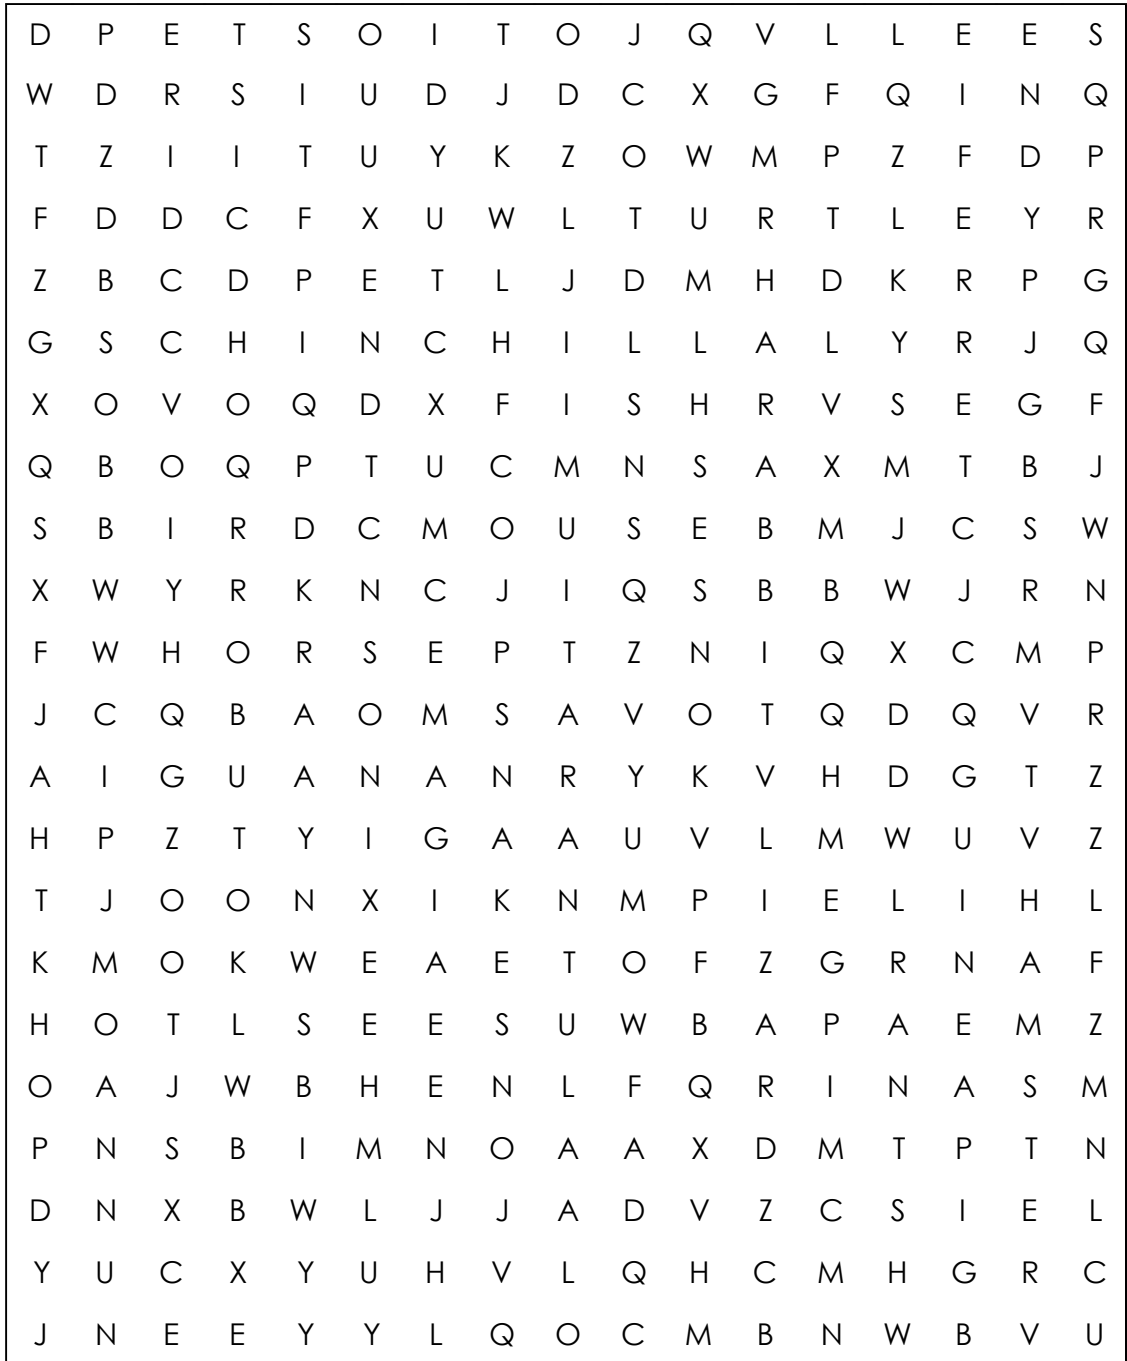 D P E T S O I T O J Q V L L E E S
W D R S I U D J D C X G F Q I N Q
T Z I I T U Y K Z O W M P Z F D P
F D D C F X U W L T U R T L E Y R
Z B C D P E T L J D M H D K R P G
G S C H I N C H I L L A L Y R J Q
X O V O Q D X F I S H R V S E G F
Q B O Q P T U C M N S A X M T B J
S B I R D C M O U S E B M J C S W
X W Y R K N C J I Q S B B W J R N
F W H O R S E P T Z N I Q X C M P
J C Q B A O M S A V O T Q D Q V R
A I G U A N A N R Y K V H D G T Z
H P Z T Y I G A A U V L M W U V Z
T J O O N X I K N M P I E L I H L
K M O K W E A E T O F Z G R N A F
H O T L S E E S U W B A P A E M Z
O A J W B H E N L F Q R I N A S M
P N S B I M N O A A X D M T P T N
D N X B W L J J A D V Z C S I E L
Y U C X Y U H V L Q H C M H G R C
J N E E Y Y L Q O C M B N W B V U